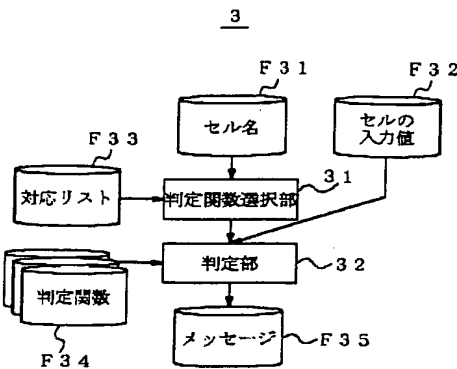 3
F31
F32
セル名
セルの
入力値
F33
対応リスト
判定関数選択部
31
判定部
32
判定関数
F34
メッセージ
F35